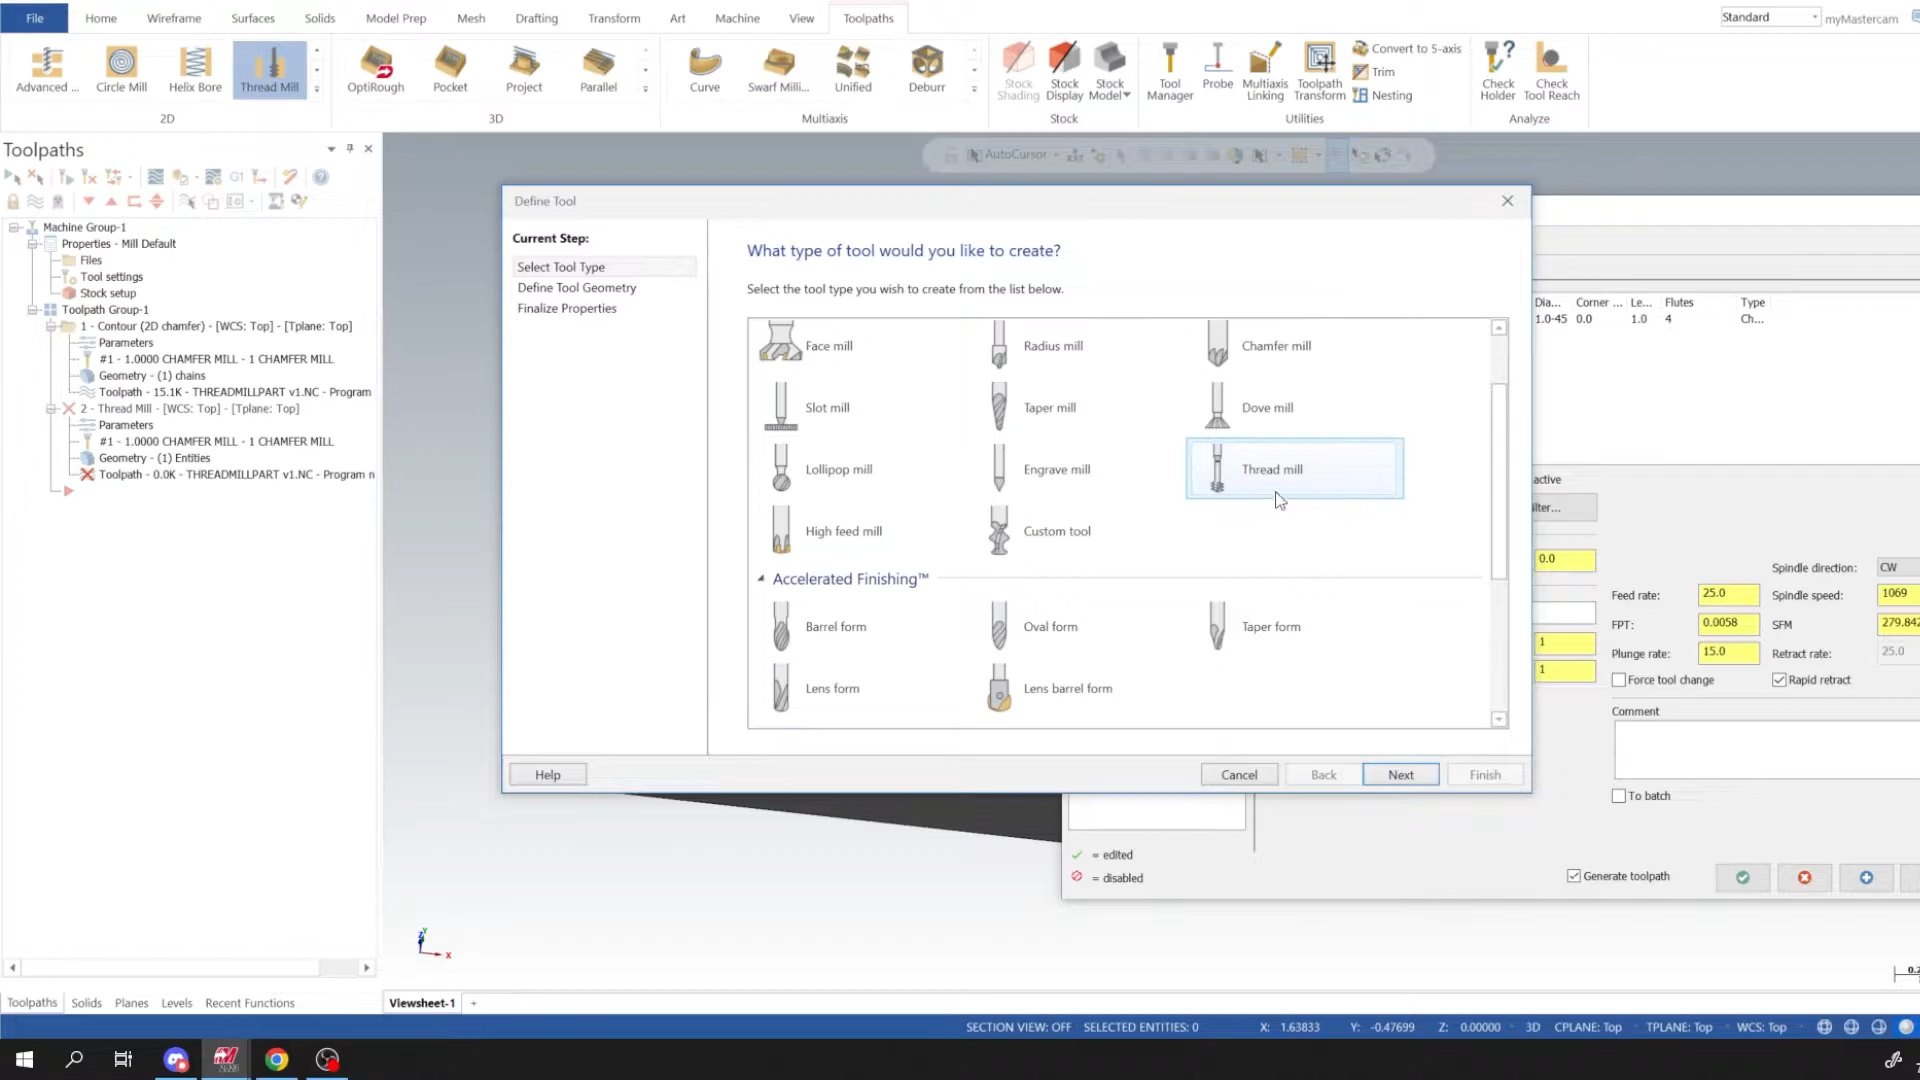 File Home Wireframe Surfaces Solids Model Prep Mesh Drafting Transform Art Machine View Toolpaths Standard myMastercam
Advanced ... Circle Mill Helix Bore Thread Mill OptiRough Pocket Project Parallel Curve Swarf Milli... Unified Deburr Stock Shading Stock Display Stock Model Tool Manager Probe Multiaxis Linking Toolpath Transform Convert to 5-axis Trim Nesting Check Holder Check Tool Reach
2D 3D Multiaxis Stock Utilities Analyze
Toolpaths
G1
AutoCursor
Machine Group-1
Properties - Mill Default
Files
Tool settings
Stock setup
Toolpath Group-1
1 - Contour (2D chamfer) - [WCS: Top] - [Tplane: Top]
Parameters
#1 - 1.0000 CHAMFER MILL - 1 CHAMFER MILL
Geometry - (1) chains
Toolpath - 15.1K - THREADMILLPART v1.NC - Program
2 - Thread Mill - [WCS: Top] - [Tplane: Top]
Parameters
#1 - 1.0000 CHAMFER MILL - 1 CHAMFER MILL
Geometry - (1) Entities
Toolpath - 0.0K - THREADMILLPART v1.NC - Program n
Define Tool
Current Step:
Select Tool Type
Define Tool Geometry
Finalize Properties
What type of tool would you like to create?
Select the tool type you wish to create from the list below.
Face mill Radius mill Chamfer mill
Slot mill Taper mill Dove mill
Lollipop mill Engrave mill Thread mill
High feed mill Custom tool
Accelerated Finishing™
Barrel form Oval form Taper form
Lens form Lens barrel form
Help Cancel Back Next Finish
Dia... Corner ... Le... Flutes Type
1.0-45 0.0 1.0 4 Ch...
active
ilter...
0.0
Spindle direction: CW
Feed rate: 25.0 Spindle speed: 1069
FPT: 0.0058 SFM 279.842
1
Plunge rate: 15.0 Retract rate: 25.0
1
Force tool change Rapid retract
Comment
To batch
= edited
= disabled
Generate toolpath
Z Y X
0.2
Toolpaths Solids Planes Levels Recent Functions Viewsheet-1 +
SECTION VIEW: OFF SELECTED ENTITIES: 0 X: 1.63833 Y: -0.47699 Z: 0.00000 3D CPLANE: Top TPLANE: Top WCS: Top